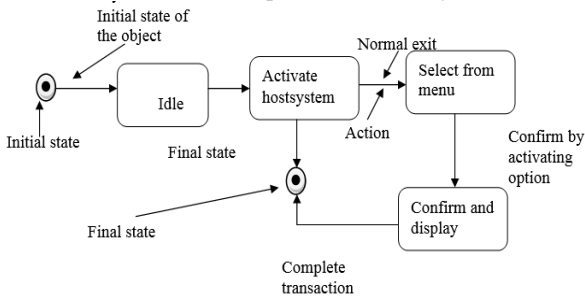 Initial state of
the object
Normal exit
Activate
hostsystem
Select from
menu
Idle
Initial state
Action
Final state
Confirm by
activating
option
Confirm and
display
Final state
Complete
transaction